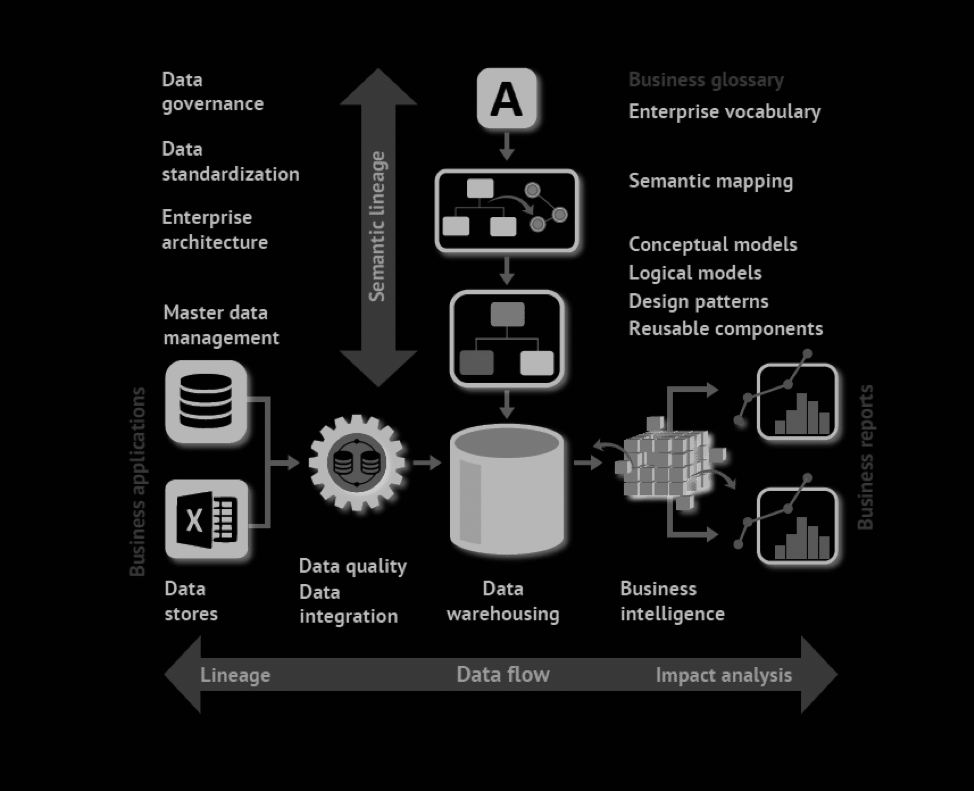 Data
governance
Data
standardization
Enterprise
architecture
Master data
management
Semantic lineage
A
Business glossary
Enterprise vocabulary
Semantic mapping
Conceptual models
Logical models
Design patterns
Reusable components
Business applications
X
Business reports
Data
stores
Data quality
Data
integration
Data
warehousing
Business
intelligence
Lineage
Data flow
Impact analysis